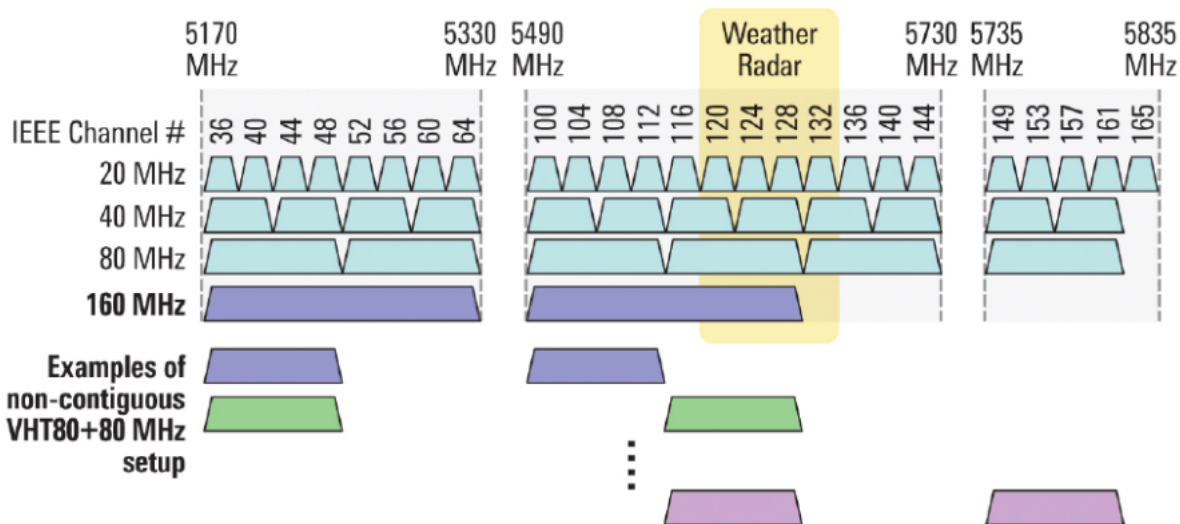 5170 MHz
5330 MHz
5490 MHz
Weather Radar
5730 MHz
5735 MHz
5835 MHz
IEEE Channel # 36 40 44 48 52 56 60 64 100 104 108 112 116 120 124 128 132 136 140 144 149 153 157 161 165
20 MHz
40 MHz
80 MHz
160 MHz
Examples of
non-contiguous
VHT80+80 MHz
setup